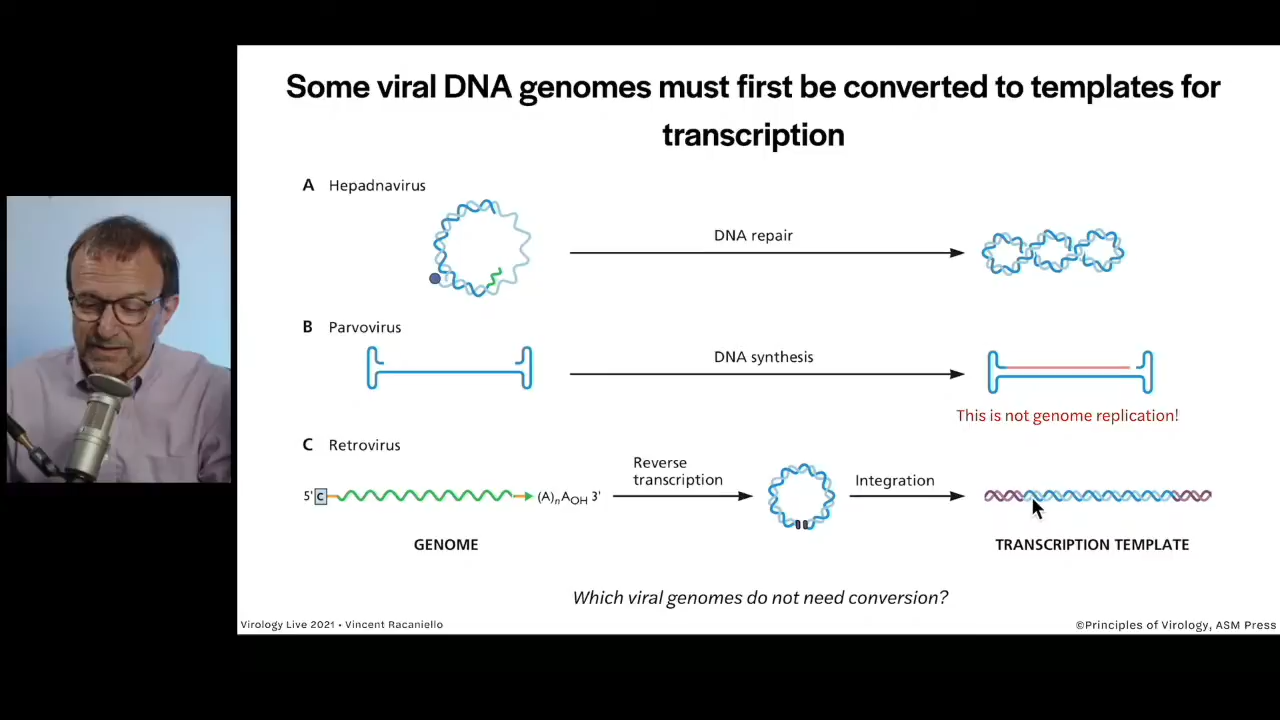 Some viral DNA genomes must first be converted to templates for
transcription
A Hepadnavirus
DNA repair
B Parvovirus
DNA synthesis
This is not genome replication!
C Retrovirus
5' C (A)nAOH 3'
Reverse
transcription
Integration
GENOME
TRANSCRIPTION TEMPLATE
Which viral genomes do not need conversion?
Virology Live 2021 • Vincent Racaniello
©Principles of Virology, ASM Press